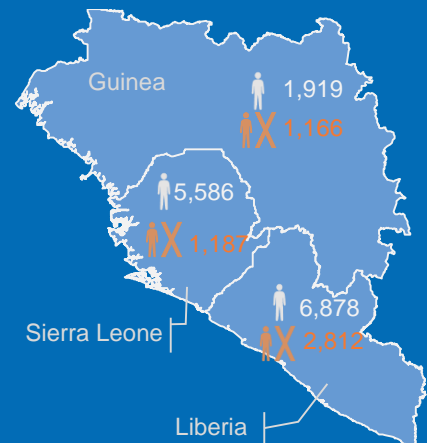 Guinea
1,919
X 1,166
5,586
X 1,187
6,878
X 2,812
Sierra Leone
Liberia